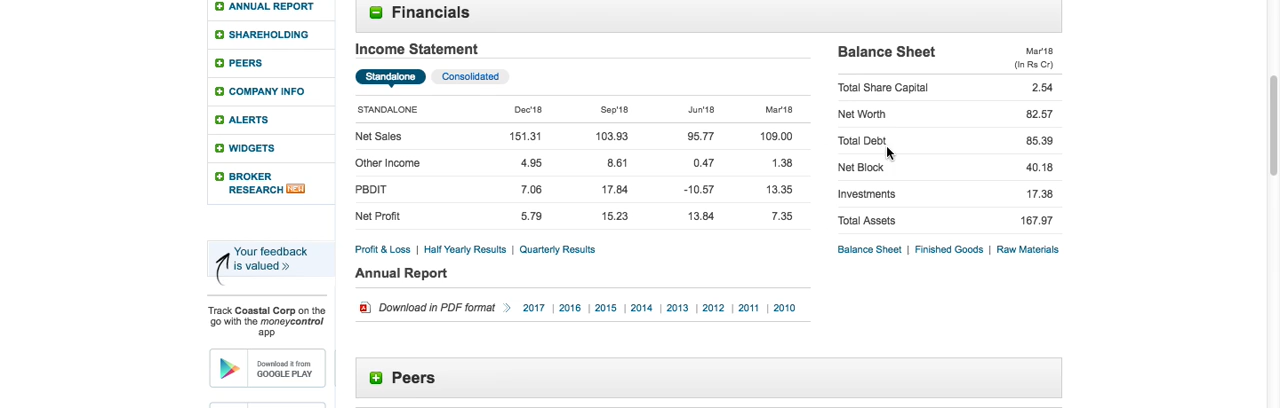 ANNUAL REPORT
SHAREHOLDING
PEERS
COMPANY INFO
ALERTS
WIDGETS
BROKER
RESEARCH NEW
Your feedback
is valued »
Track Coastal Corp on the
go with the moneycontrol
app
Download it from
GOOGLE PLAY
Financials
Income Statement
Standalone Consolidated
STANDALONE Dec'18 Sep'18 Jun'18 Mar'18
Net Sales 151.31 103.93 95.77 109.00
Other Income 4.95 8.61 0.47 1.38
PBDIT 7.06 17.84 -10.57 13.35
Net Profit 5.79 15.23 13.84 7.35
Profit & Loss | Half Yearly Results | Quarterly Results
Annual Report
Download in PDF format » 2017 | 2016 | 2015 | 2014 | 2013 | 2012 | 2011 | 2010
Balance Sheet Mar'18
(In Rs Cr)
Total Share Capital 2.54
Net Worth 82.57
Total Debt 85.39
Net Block 40.18
Investments 17.38
Total Assets 167.97
Balance Sheet | Finished Goods | Raw Materials
Peers